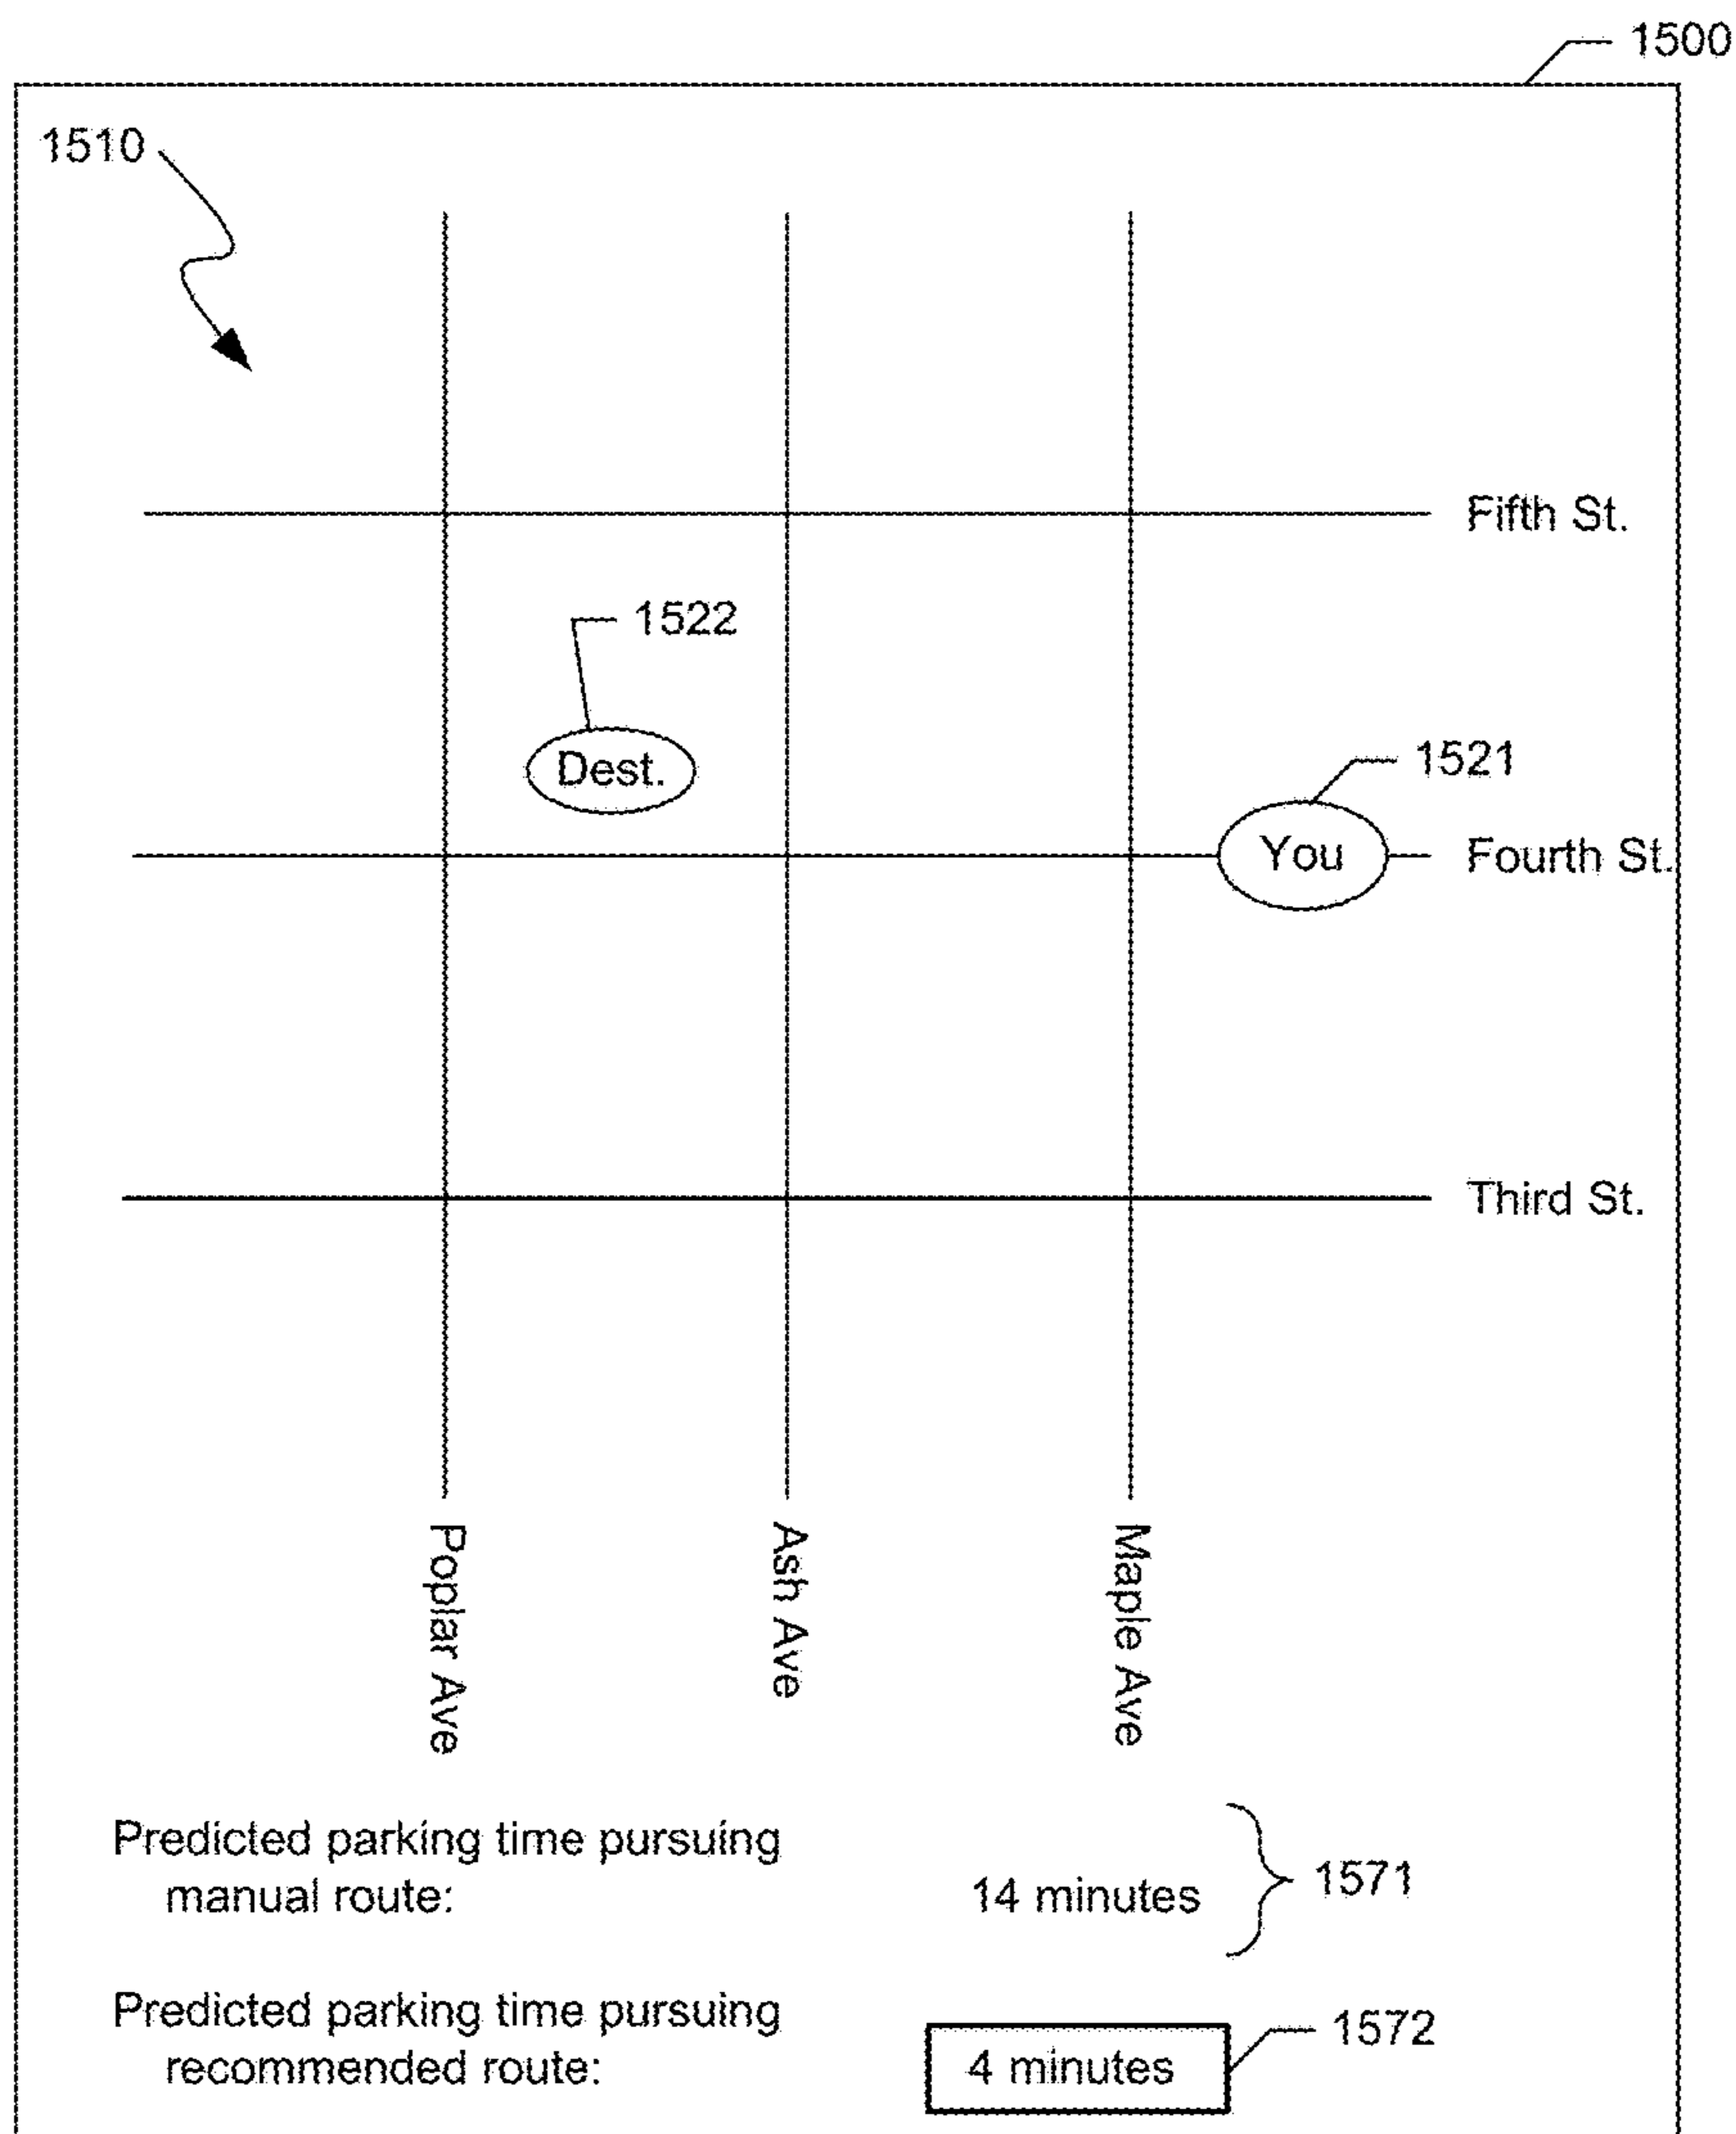 1500
1510
Fifth St.
1522
Dest.
1521
You
Fourth St.
Third St.
Poplar Ave
Ash Ave
Maple Ave
Predicted parking time pursuing
manual route:
14 minutes
1571
Predicted parking time pursuing
recommended route:
4 minutes
1572